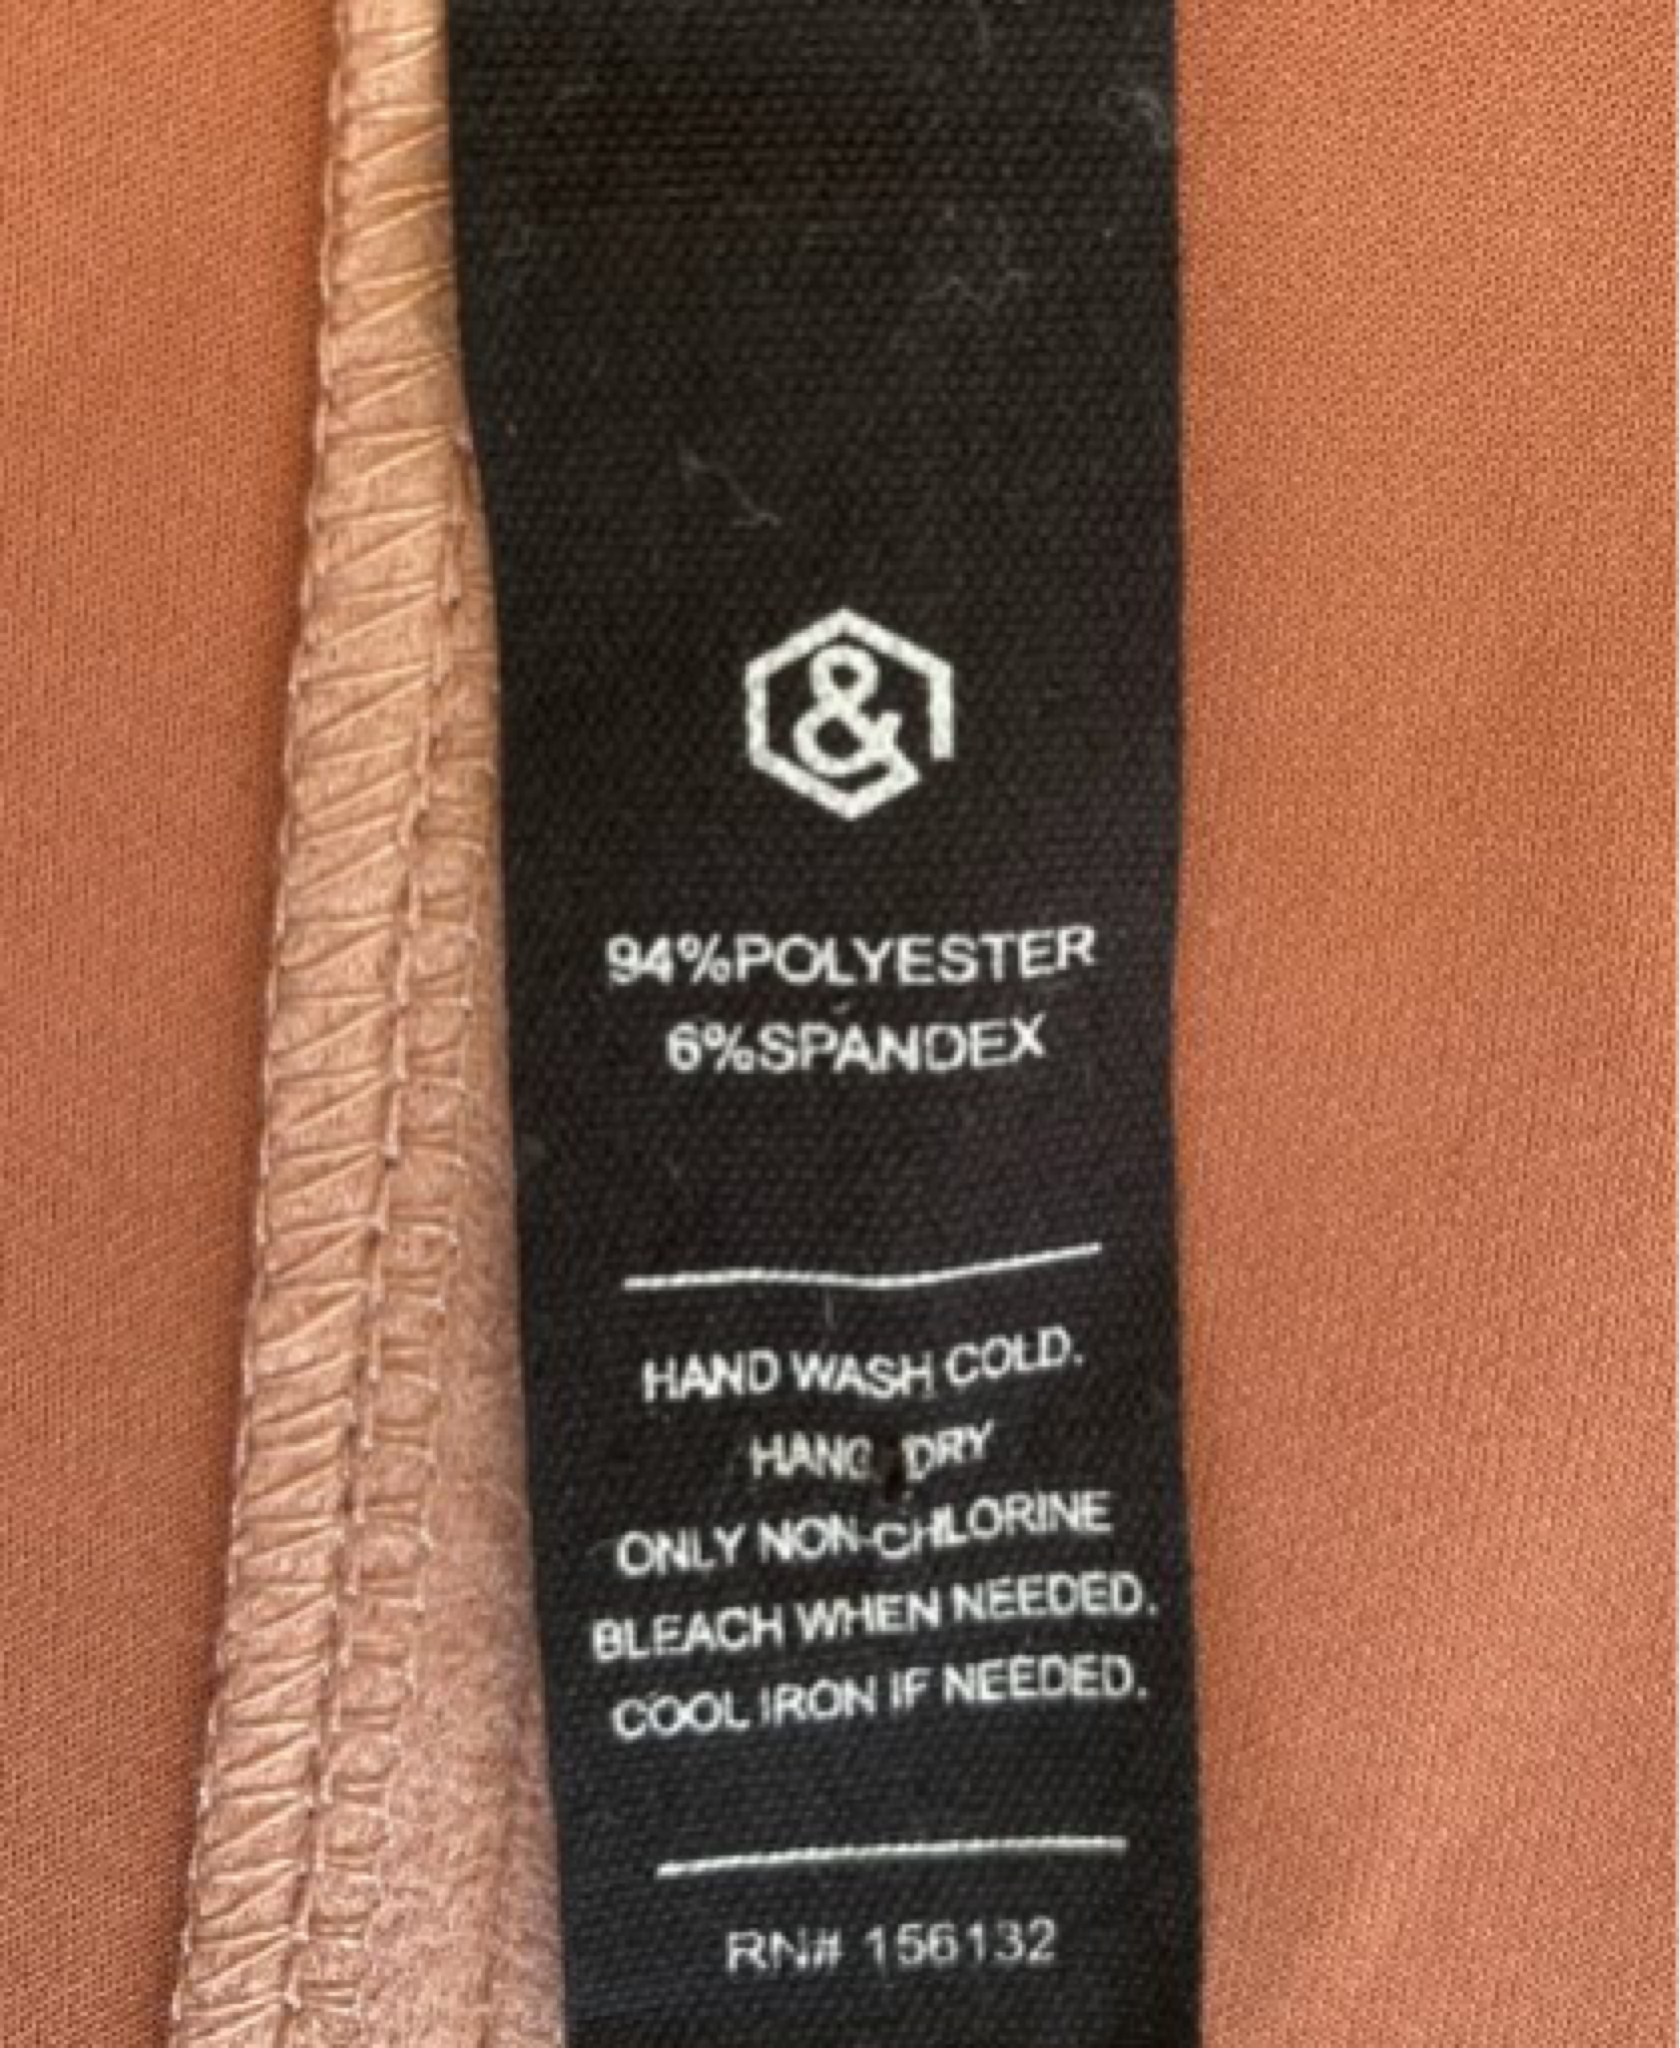 &
94%POLYESTER
6%SPANDEX
HAND WASH COLD.
HANG DRY
ONLY NON-CHLORINE
BLEACH WHEN NEEDED.
COOL IRON IF NEEDED.
RN# 156132